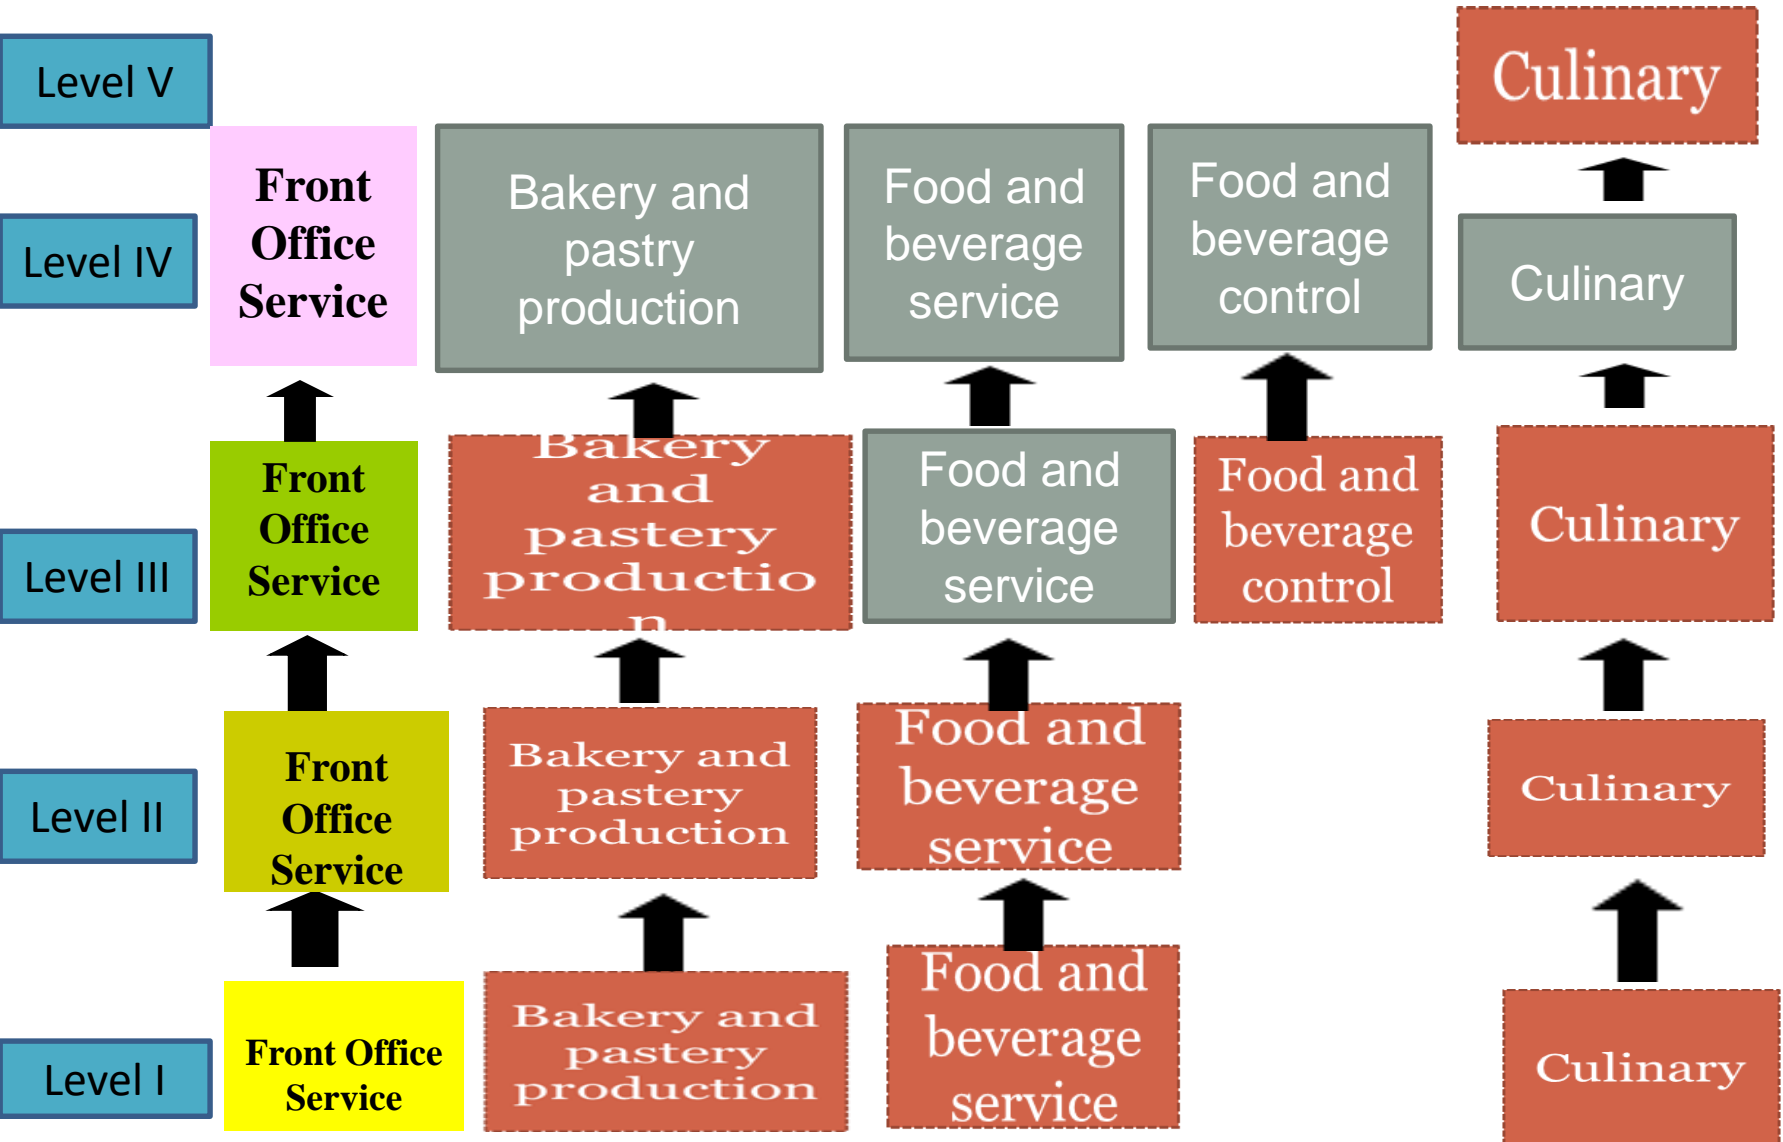 Level V
Culinary
Level IV
Front
Office
Service
Bakery and
pastry
production
Food and
beverage
service
Food and
beverage
control
Culinary
Level III
Front
Office
Service
Bakery
and
pastery
productio
n
Food and
beverage
service
Food and
beverage
control
Culinary
Level II
Front
Office
Service
Bakery and
pastery
production
Food and
beverage
service
Culinary
Level I
Front Office
Service
Bakery and
pastery
production
Food and
beverage
service
Culinary